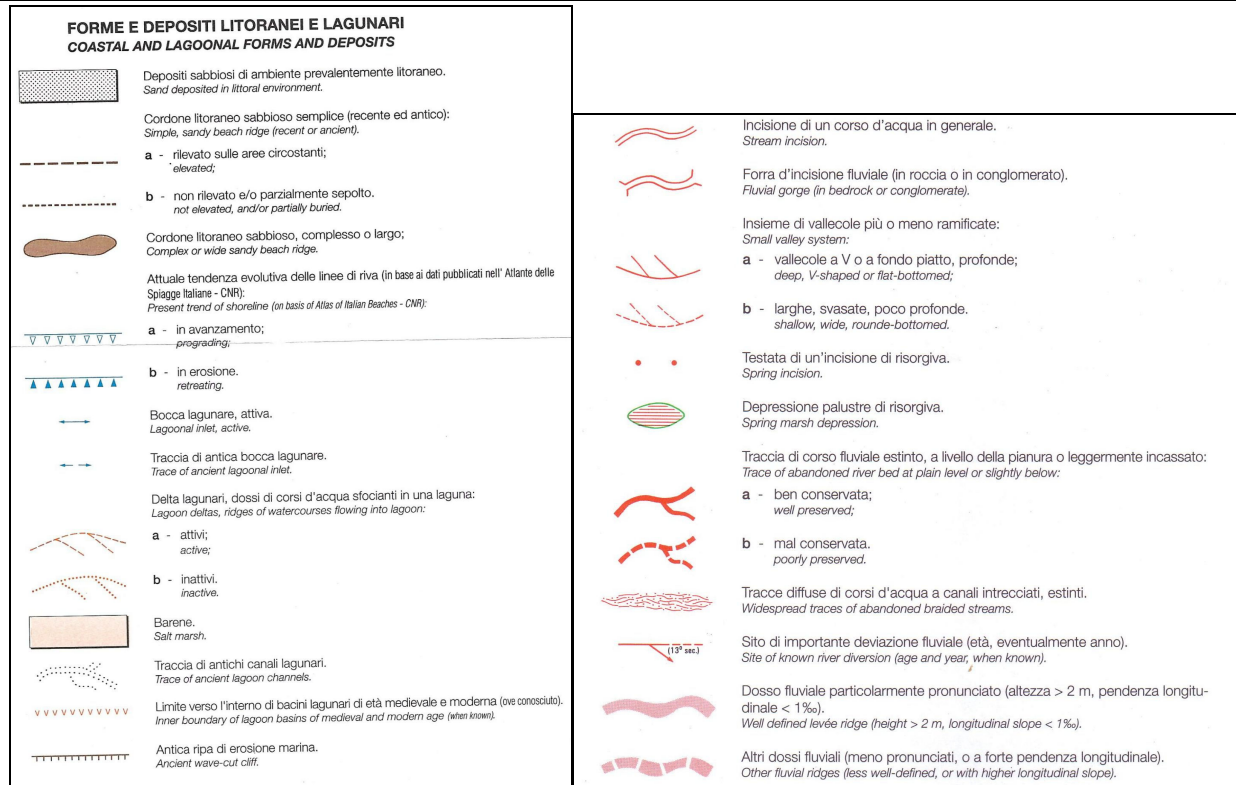 FORME E DEPOSITI LITORANEI E LAGUNARI
COASTAL AND LAGOONAL FORMS AND DEPOSITS
Depositi sabbiosi di ambiente prevalentemente litoraneo.
Sand deposited in littoral environment.
Cordone litoraneo sabbioso semplice (recente ed antico):
Simple, sandy beach ridge (recent or ancient).
a - rilevato sulle aree circostanti;
elevated;
b - non rilevato e/o parzialmente sepolto.
not elevated, and/or partially buried.
Cordone litoraneo sabbioso, complesso o largo;
Complex or wide sandy beach ridge.
Attuale tendenza evolutiva delle linee di riva (in base ai dati pubblicati nell' Atlante delle
Spiagge Italiane - CNR):
Present trend of shoreline (on basis of Atlas of Italian Beaches - CNR):
a - in avanzamento;
prograding;
b - in erosione.
retreating.
Bocca lagunare, attiva.
Lagoonal inlet, active.
Traccia di antica bocca lagunare.
Trace of ancient lagoonal inlet.
Delta lagunari, dossi di corsi d'acqua sfocianti in una laguna:
Lagoon deltas, ridges of watercourses flowing into lagoon:
a - attivi;
active;
b - inattivi.
inactive.
Barene.
Salt marsh.
Traccia di antichi canali lagunari.
Trace of ancient lagoon channels.
Limite verso l'interno di bacini lagunari di età medievale e moderna (ove conosciuto).
Inner boundary of lagoon basins of medieval and modern age (when known).
Antica ripa di erosione marina.
Ancient wave-cut cliff.
Incisione di un corso d'acqua in generale.
Stream incision.
Forra d'incisione fluviale (in roccia o in conglomerato).
Fluvial gorge (in bedrock or conglomerate).
Insieme di vallecole più o meno ramificate:
Small valley system:
a - vallecole a V o a fondo piatto, profonde;
deep, V-shaped or flat-bottomed;
b - larghe, svasate, poco profonde.
shallow, wide, rounde-bottomed.
Testata di un'incisione di risorgiva.
Spring incision.
Depressione palustre di risorgiva.
Spring marsh depression.
Traccia di corso fluviale estinto, a livello della pianura o leggermente incassato:
Trace of abandoned river bed at plain level or slightly below:
a - ben conservata;
well preserved;
b - mal conservata.
poorly preserved.
Tracce diffuse di corsi d'acqua a canali intrecciati, estinti.
Widespread traces of abandoned braided streams.
(13º sec.)
Sito di importante deviazione fluviale (età, eventualmente anno).
Site of known river diversion (age and year, when known).
Dosso fluviale particolarmente pronunciato (altezza > 2 m, pendenza longitu-
dinale < 1‰).
Well defined levée ridge (height > 2 m, longitudinal slope < 1‰).
Altri dossi fluviali (meno pronunciati, o a forte pendenza longitudinale).
Other fluvial ridges (less well-defined, or with higher longitudinal slope).